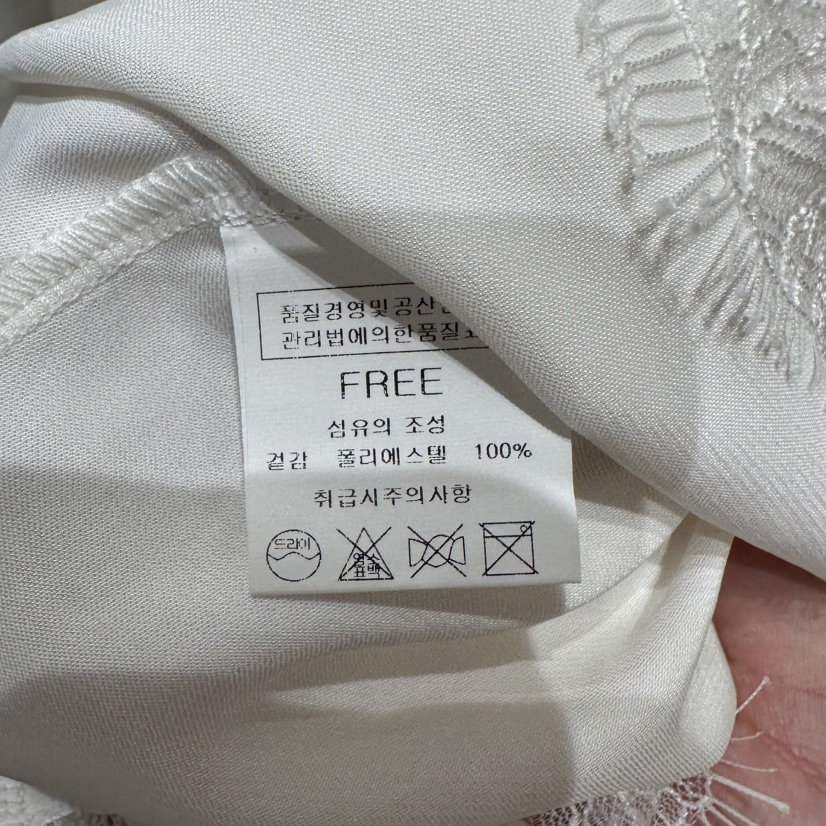 품질경영및공산
관리법에의한품질표
FREE
섬유의 조성
겉감 폴리에스텔 100%
취급시주의사항
드라이
염소
표백